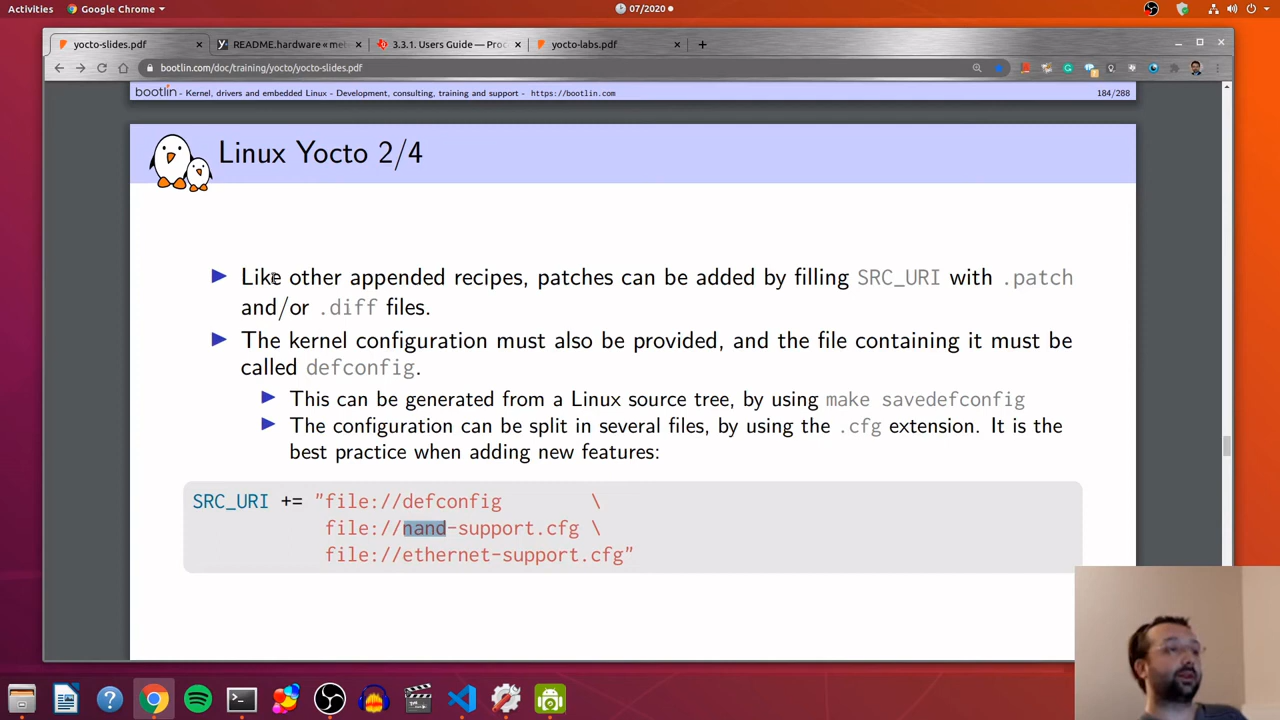 Activities
Google Chrome
07/2020
yocto-slides.pdf
README.hardware « met
3.3.1. Users Guide — Proc
yocto-labs.pdf
bootlin.com/doc/training/yocto/yocto-slides.pdf
bootlin - Kernel, drivers and embedded Linux - Development, consulting, training and support - https://bootlin.com
184/288
Linux Yocto 2/4
Like other appended recipes, patches can be added by filling SRC_URI with .patch
and/or .diff files.
The kernel configuration must also be provided, and the file containing it must be
called defconfig.
This can be generated from a Linux source tree, by using make savedefconfig
The configuration can be split in several files, by using the .cfg extension. It is the
best practice when adding new features:
SRC_URI += "file://defconfig \
file://nand-support.cfg \
file://ethernet-support.cfg"